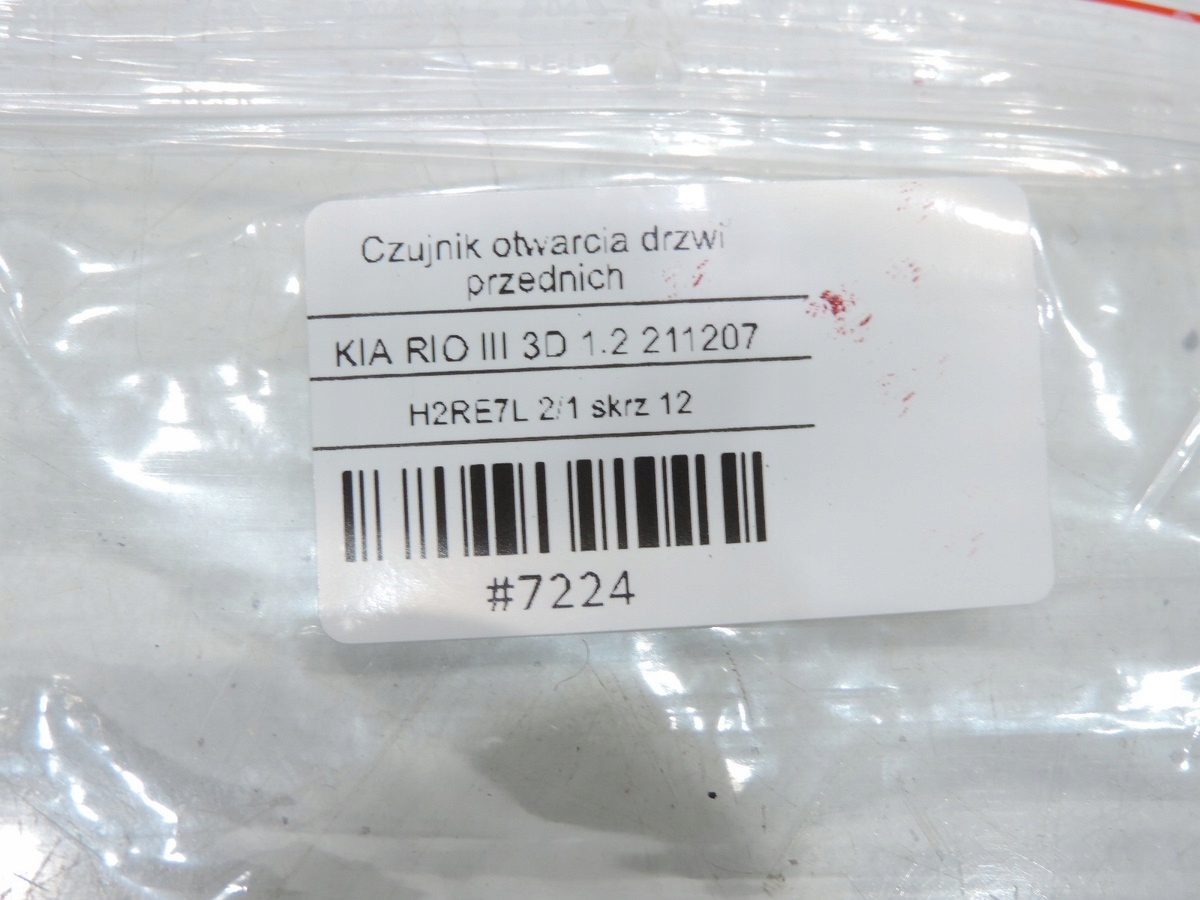 Czujnik otwarcia drzwi
przednich
KIA RIO III 3D 1.2 211207
H2RE7L 2/1 skrz 12
#7224